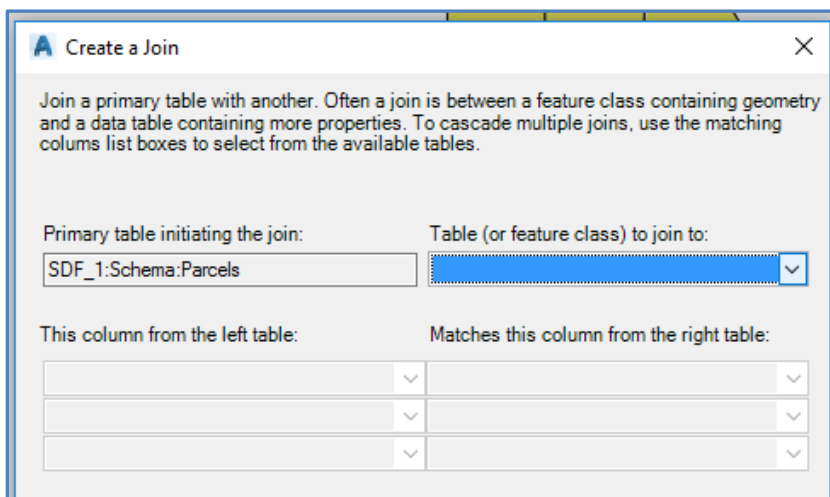 Create a Join
Join a primary table with another. Often a join is between a feature class containing geometry
and a data table containing more properties. To cascade multiple joins, use the matching
colums list boxes to select from the available tables.
Primary table initiating the join:
Table (or feature class) to join to:
SDF_1:Schema:Parcels
This column from the left table:
Matches this column from the right table: